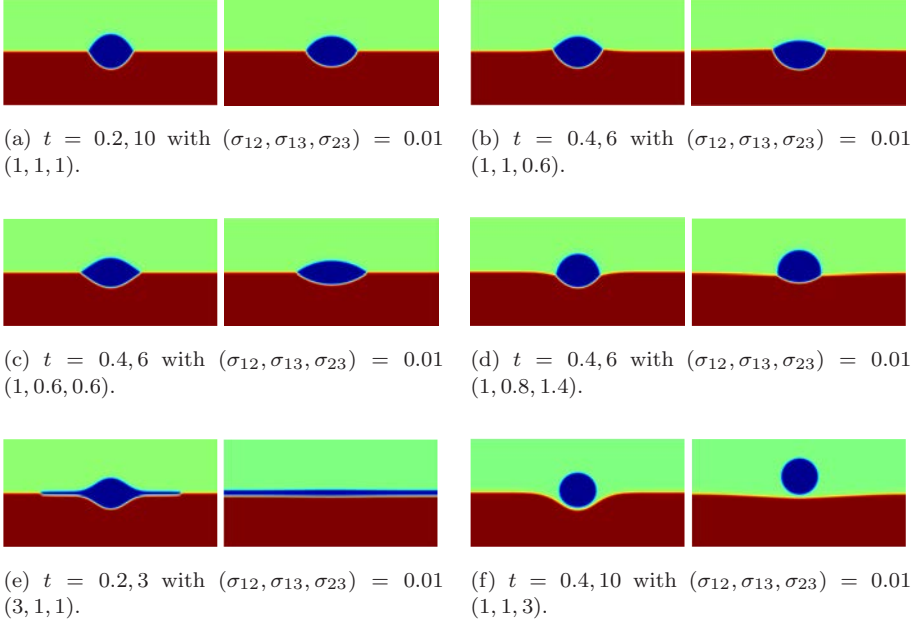 (a) t = 0.2, 10 with (σ12, σ13, σ23) = 0.01
(1, 1, 1).
(b) t = 0.4, 6 with (σ12, σ13, σ23) = 0.01
(1, 1, 0.6).
(c) t = 0.4, 6 with (σ12, σ13, σ23) = 0.01
(1, 0.6, 0.6).
(d) t = 0.4, 6 with (σ12, σ13, σ23) = 0.01
(1, 0.8, 1.4).
(e) t = 0.2, 3 with (σ12, σ13, σ23) = 0.01
(3, 1, 1).
(f) t = 0.4, 10 with (σ12, σ13, σ23) = 0.01
(1, 1, 3).